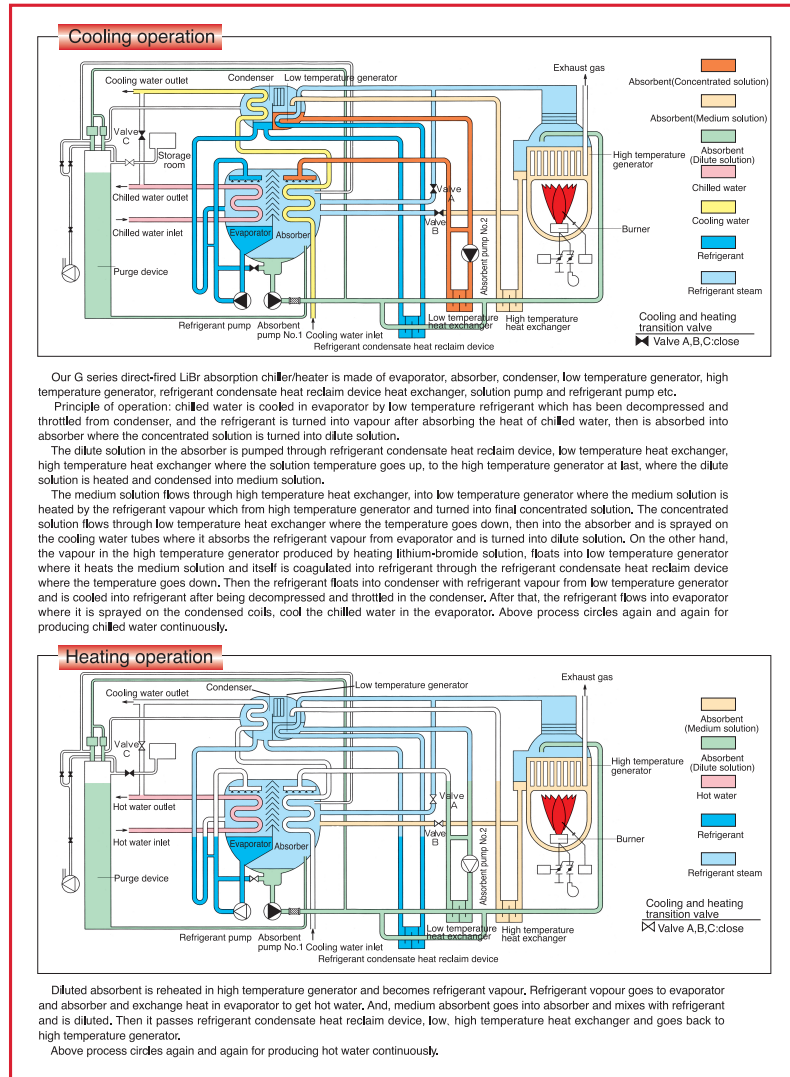 Cooling operation
Exhaust gas
Cooling water outlet
Condenser
Low temperature generator
Absorbent(Concentrated solution)
Absorbent(Medium solution)
Valve
C
Storage
room
High temperature
generator
Absorbent
(Dilute solution)
Chilled water
Valve
A
Chilled water outlet
Cooling water
Valve
B
Chilled water inlet
Evaporator
Absorber
Burner
Absorbent pump No.2
Refrigerant
Purge device
Refrigerant steam
Refrigerant pump
Absorbent
pump No.1
Cooling water inlet
Low temperature
heat exchanger
High temperature
heat exchanger
Refrigerant condensate heat reclaim device
Cooling and heating
transition valve
Valve A,B,C:close
Our G series direct-fired LiBr absorption chiller/heater is made of evaporator, absorber, condenser, low temperature generator, high
temperature generator, refrigerant condensate heat reclaim device heat exchanger, solution pump and refrigerant pump etc.
Principle of operation: chilled water is cooled in evaporator by low temperature refrigerant which has been decompressed and
throttled from condenser, and the refrigerant is turned into vapour after absorbing the heat of chilled water, then is absorbed into
absorber where the concentrated solution is turned into dilute solution.
The dilute solution in the absorber is pumped through refrigerant condensate heat reclaim device, low temperature heat exchanger,
high temperature heat exchanger where the solution temperature goes up, to the high temperature generator at last, where the dilute
solution is heated and condensed into medium solution.
The medium solution flows through high temperature heat exchanger, into low temperature generator where the medium solution is
heated by the refrigerant vapour which from high temperature generator and turned into final concentrated solution. The concentrated
solution flows through low temperature heat exchanger where the temperature goes down, then into the absorber and is sprayed on
the cooling water tubes where it absorbs the refrigerant vapour from evaporator and is turned into dilute solution. On the other hand,
the vapour in the high temperature generator produced by heating lithium-bromide solution, floats into low temperature generator
where it heats the medium solution and itself is coagulated into refrigerant through the refrigerant condensate heat reclaim device
where the temperature goes down. Then the refrigerant floats into condenser with refrigerant vapour from low temperature generator
and is cooled into refrigerant after being decompressed and throttled in the condenser. After that, the refrigerant flows into evaporator
where it is sprayed on the condensed coils, cool the chilled water in the evaporator. Above process circles again and again for
producing chilled water continuously.
Heating operation
Exhaust gas
Condenser
Low temperature generator
Cooling water outlet
Absorbent
(Medium solution)
Valve
C
High temperature
generator
Absorbent
(Dilute solution)
Hot water
Valve
A
Hot water outlet
Valve
B
Refrigerant
Hot water inlet
Evaporator
Absorber
Burner
Absorbent pump No.2
Refrigerant steam
Purge device
Refrigerant pump
Absorbent
pump No.1
Cooling water inlet
Low temperature
heat exchanger
High temperature
heat exchanger
Refrigerant condensate heat reclaim device
Cooling and heating
transition valve
Valve A,B,C:close
Diluted absorbent is reheated in high temperature generator and becomes refrigerant vapour. Refrigerant vopour goes to evaporator
and absorber and exchange heat in evaporator to get hot water. And, medium absorbent goes into absorber and mixes with refrigerant
and is diluted. Then it passes refrigerant condensate heat reclaim device, low, high temperature heat exchanger and goes back to
high temperature generator.
Above process circles again and again for producing hot water continuously.